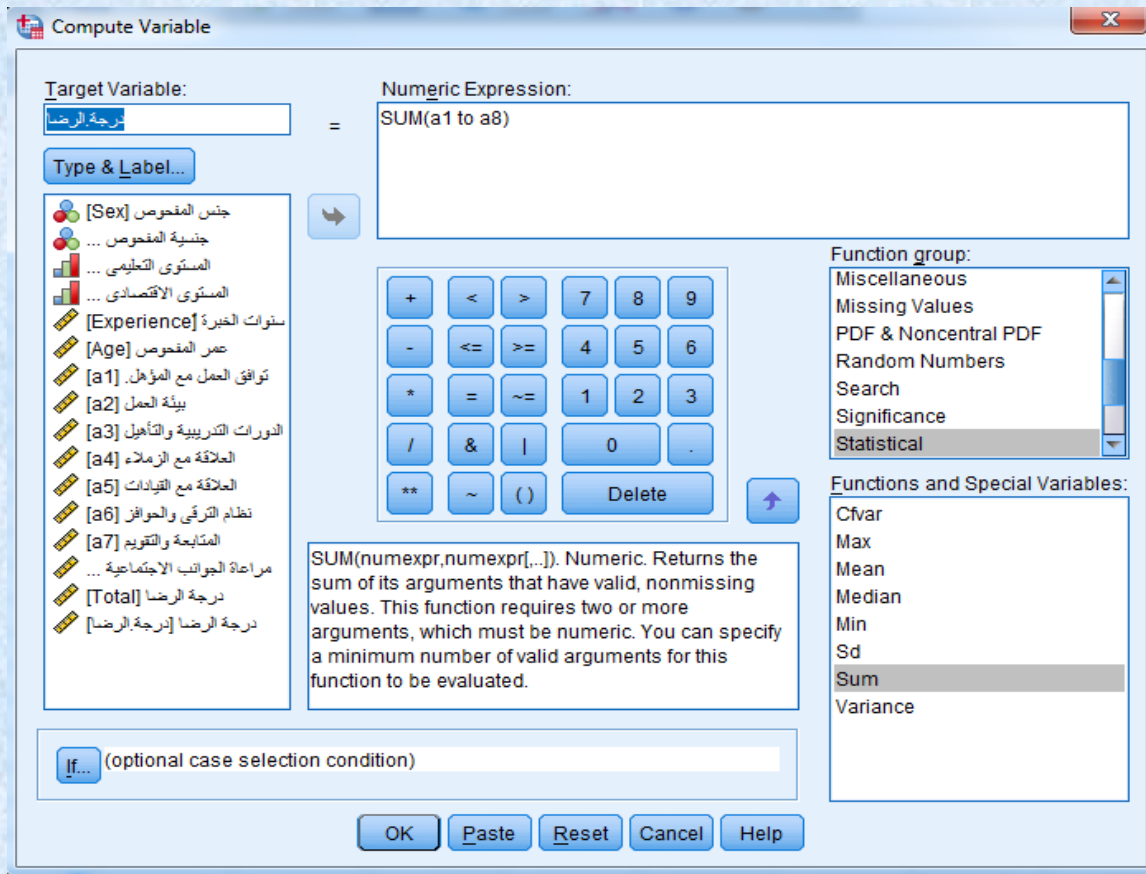 Compute Variable
Target Variable:
درجة.الرضا
=
Numeric Expression:
SUM(a1 to a8)
Type & Label...
جنس المفحوص [Sex]
جنسية المفحوص ...
المستوى التعليمى ...
المستوى الاقتصادى ...
سنوات الخبرة [Experience]
عمر المفحوص [Age]
توافق العمل مع المؤهل. [a1]
بيئة العمل [a2]
الدورات التدريبية والتأهيل [a3]
العلاقة مع الزملاء [a4]
العلاقة مع القيادات [a5]
نظام الترقى والحوافز [a6]
المتابعة والتقويم [a7]
مراعاة الجوانب الاجتماعية ...
درجة الرضا [Total]
درجة الرضا [درجة.الرضا]
+ < > 7 8 9
- <= >= 4 5 6
* = ~= 1 2 3
/ & | 0 .
** ~ ( ) Delete
Function group:
Miscellaneous
Missing Values
PDF & Noncentral PDF
Random Numbers
Search
Significance
Statistical
Functions and Special Variables:
Cfvar
Max
Mean
Median
Min
Sd
Sum
Variance
SUM(numexpr,numexpr[,..]). Numeric. Returns the
sum of its arguments that have valid, nonmissing
values. This function requires two or more
arguments, which must be numeric. You can specify
a minimum number of valid arguments for this
function to be evaluated.
If... (optional case selection condition)
OK Paste Reset Cancel Help